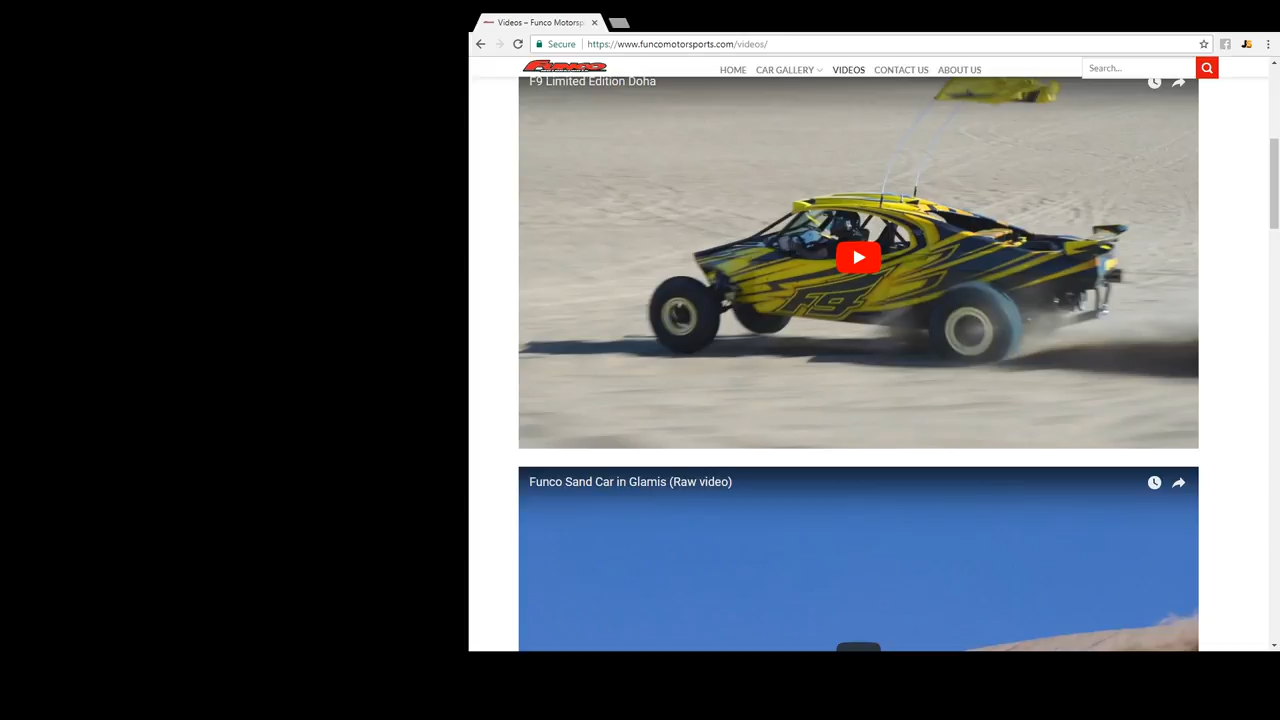 Videos – Funco Motorsp
Secure
https://www.funcomotorsports.com/videos/
FUNCO
HOME
CAR GALLERY
VIDEOS
CONTACT US
ABOUT US
Search...
F9 Limited Edition Doha
F9
Funco Sand Car in Glamis (Raw video)